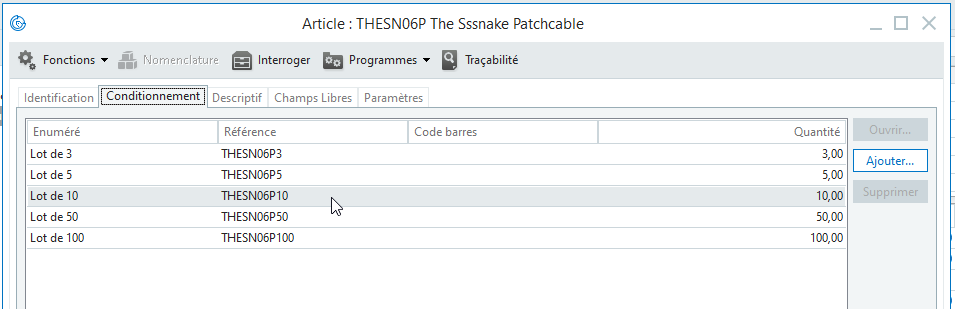 Article : THESN06P The Sssnake Patchcable
Fonctions Nomenclature Interroger Programmes Traçabilité
Identification Conditionnement Descriptif Champs Libres Paramètres
Enuméré Référence Code barres Quantité
Lot de 3 THESN06P3 3,00
Lot de 5 THESN06P5 5,00
Lot de 10 THESN06P10 10,00
Lot de 50 THESN06P50 50,00
Lot de 100 THESN06P100 100,00
Ouvrir...
Ajouter...
Supprimer